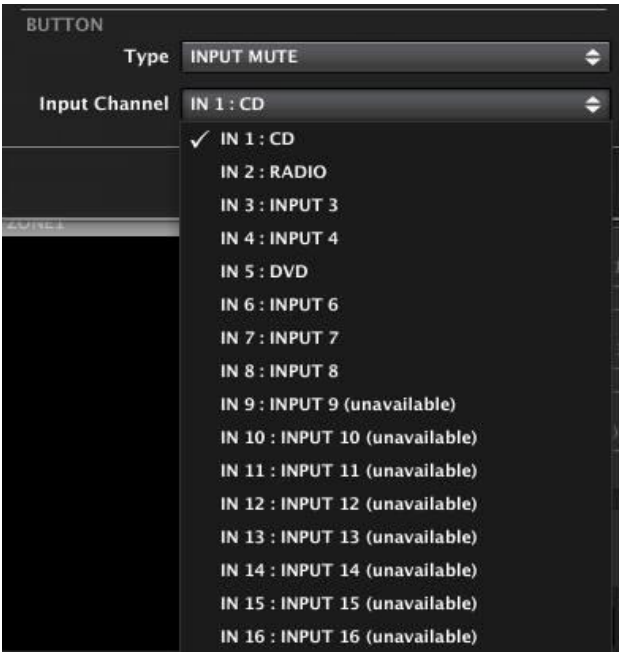 BUTTON
Type INPUT MUTE
Input Channel IN 1 : CD
✓ IN 1 : CD
IN 2 : RADIO
IN 3 : INPUT 3
IN 4 : INPUT 4
IN 5 : DVD
IN 6 : INPUT 6
IN 7 : INPUT 7
IN 8 : INPUT 8
IN 9 : INPUT 9 (unavailable)
IN 10 : INPUT 10 (unavailable)
IN 11 : INPUT 11 (unavailable)
IN 12 : INPUT 12 (unavailable)
IN 13 : INPUT 13 (unavailable)
IN 14 : INPUT 14 (unavailable)
IN 15 : INPUT 15 (unavailable)
IN 16 : INPUT 16 (unavailable)
ZONE1